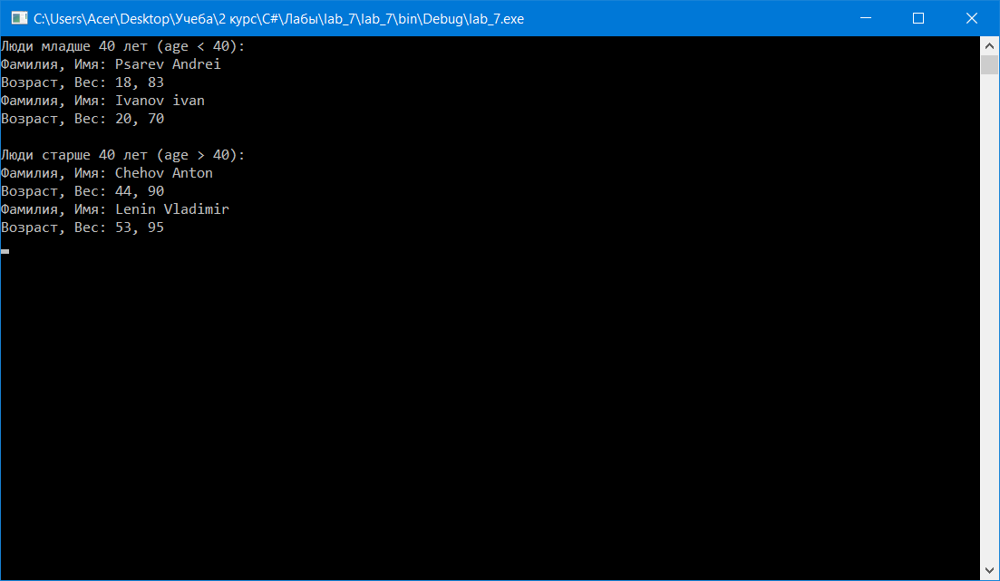 C:\Users\Acer\Desktop\Учеба\2 курс\C#\Лабы\lab_7\lab_7\bin\Debug\lab_7.exe
Люди младше 40 лет (age < 40):
Фамилия, Имя: Psarev Andrei
Возраст, Вес: 18, 83
Фамилия, Имя: Ivanov ivan
Возраст, Вес: 20, 70
Люди старше 40 лет (age > 40):
Фамилия, Имя: Chehov Anton
Возраст, Вес: 44, 90
Фамилия, Имя: Lenin Vladimir
Возраст, Вес: 53, 95